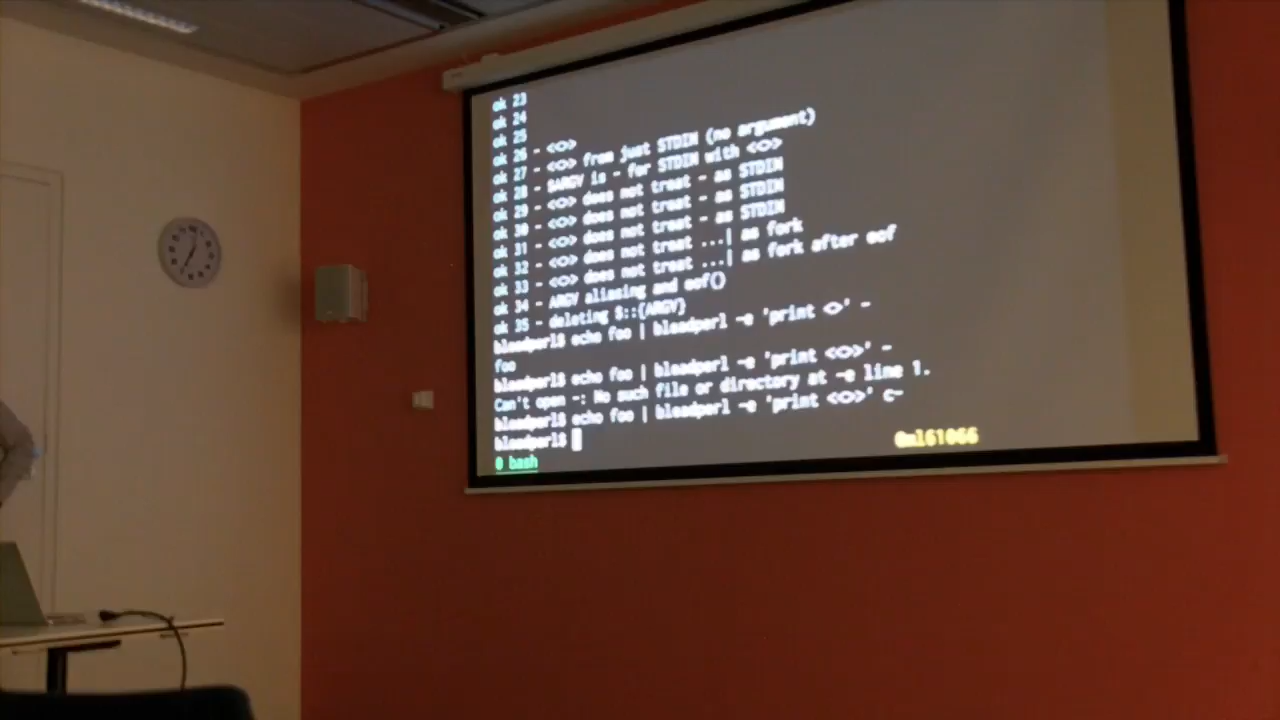 ok 23
ok 24
ok 25
ok 26 - <<>>
ok 27 - <<>> from just STDIN (no argument)
ok 28 - $ARGV is - for STDIN with <<>>
ok 29 - <<>> does not treat - as STDIN
ok 30 - <<>> does not treat - as STDIN
ok 31 - <<>> does not treat - as STDIN
ok 32 - <<>> does not treat ...| as fork
ok 33 - <<>> does not treat ...| as fork after eof
ok 34 - ARGV aliasing and eof()
ok 35 - deleting $::{ARGV}
bleadperl$ echo foo | bleadperl -e 'print <>' -
foo
bleadperl$ echo foo | bleadperl -e 'print <<>>' -
Can't open -: No such file or directory at -e line 1.
bleadperl$ echo foo | bleadperl -e 'print <<>>' c~
bleadperl$
0 bash